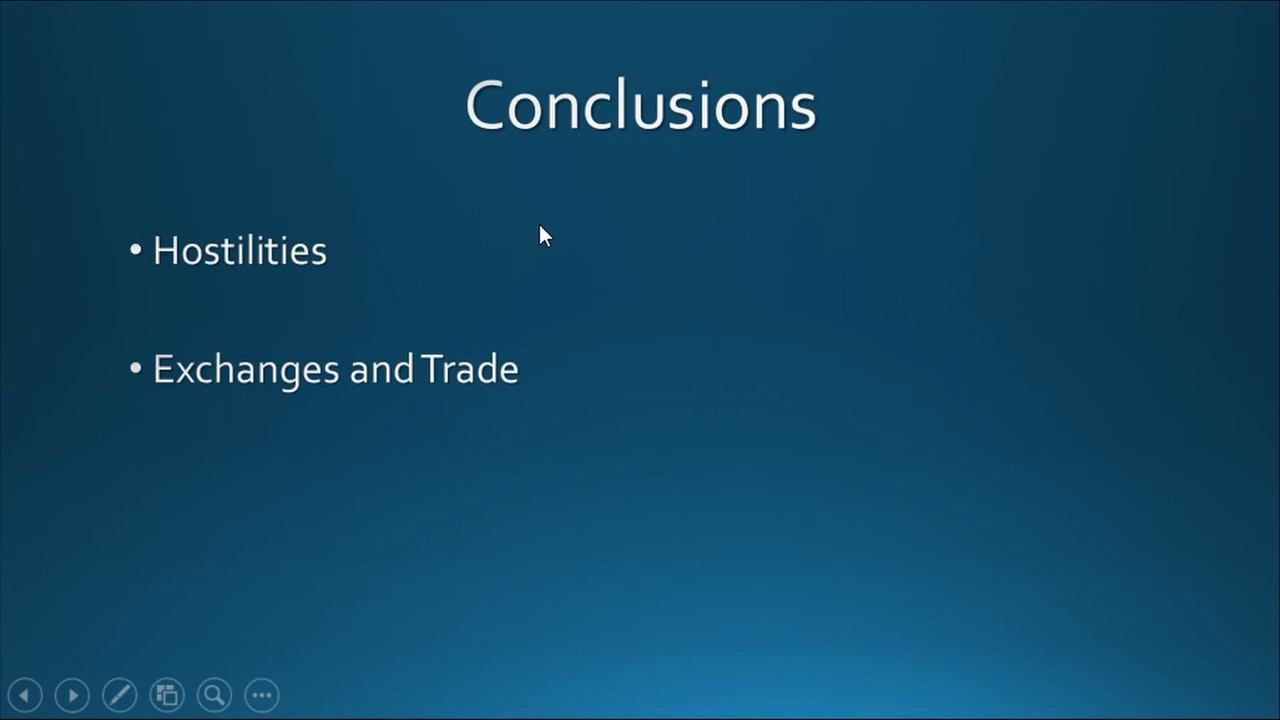 Conclusions
• Hostilities
• Exchanges and Trade